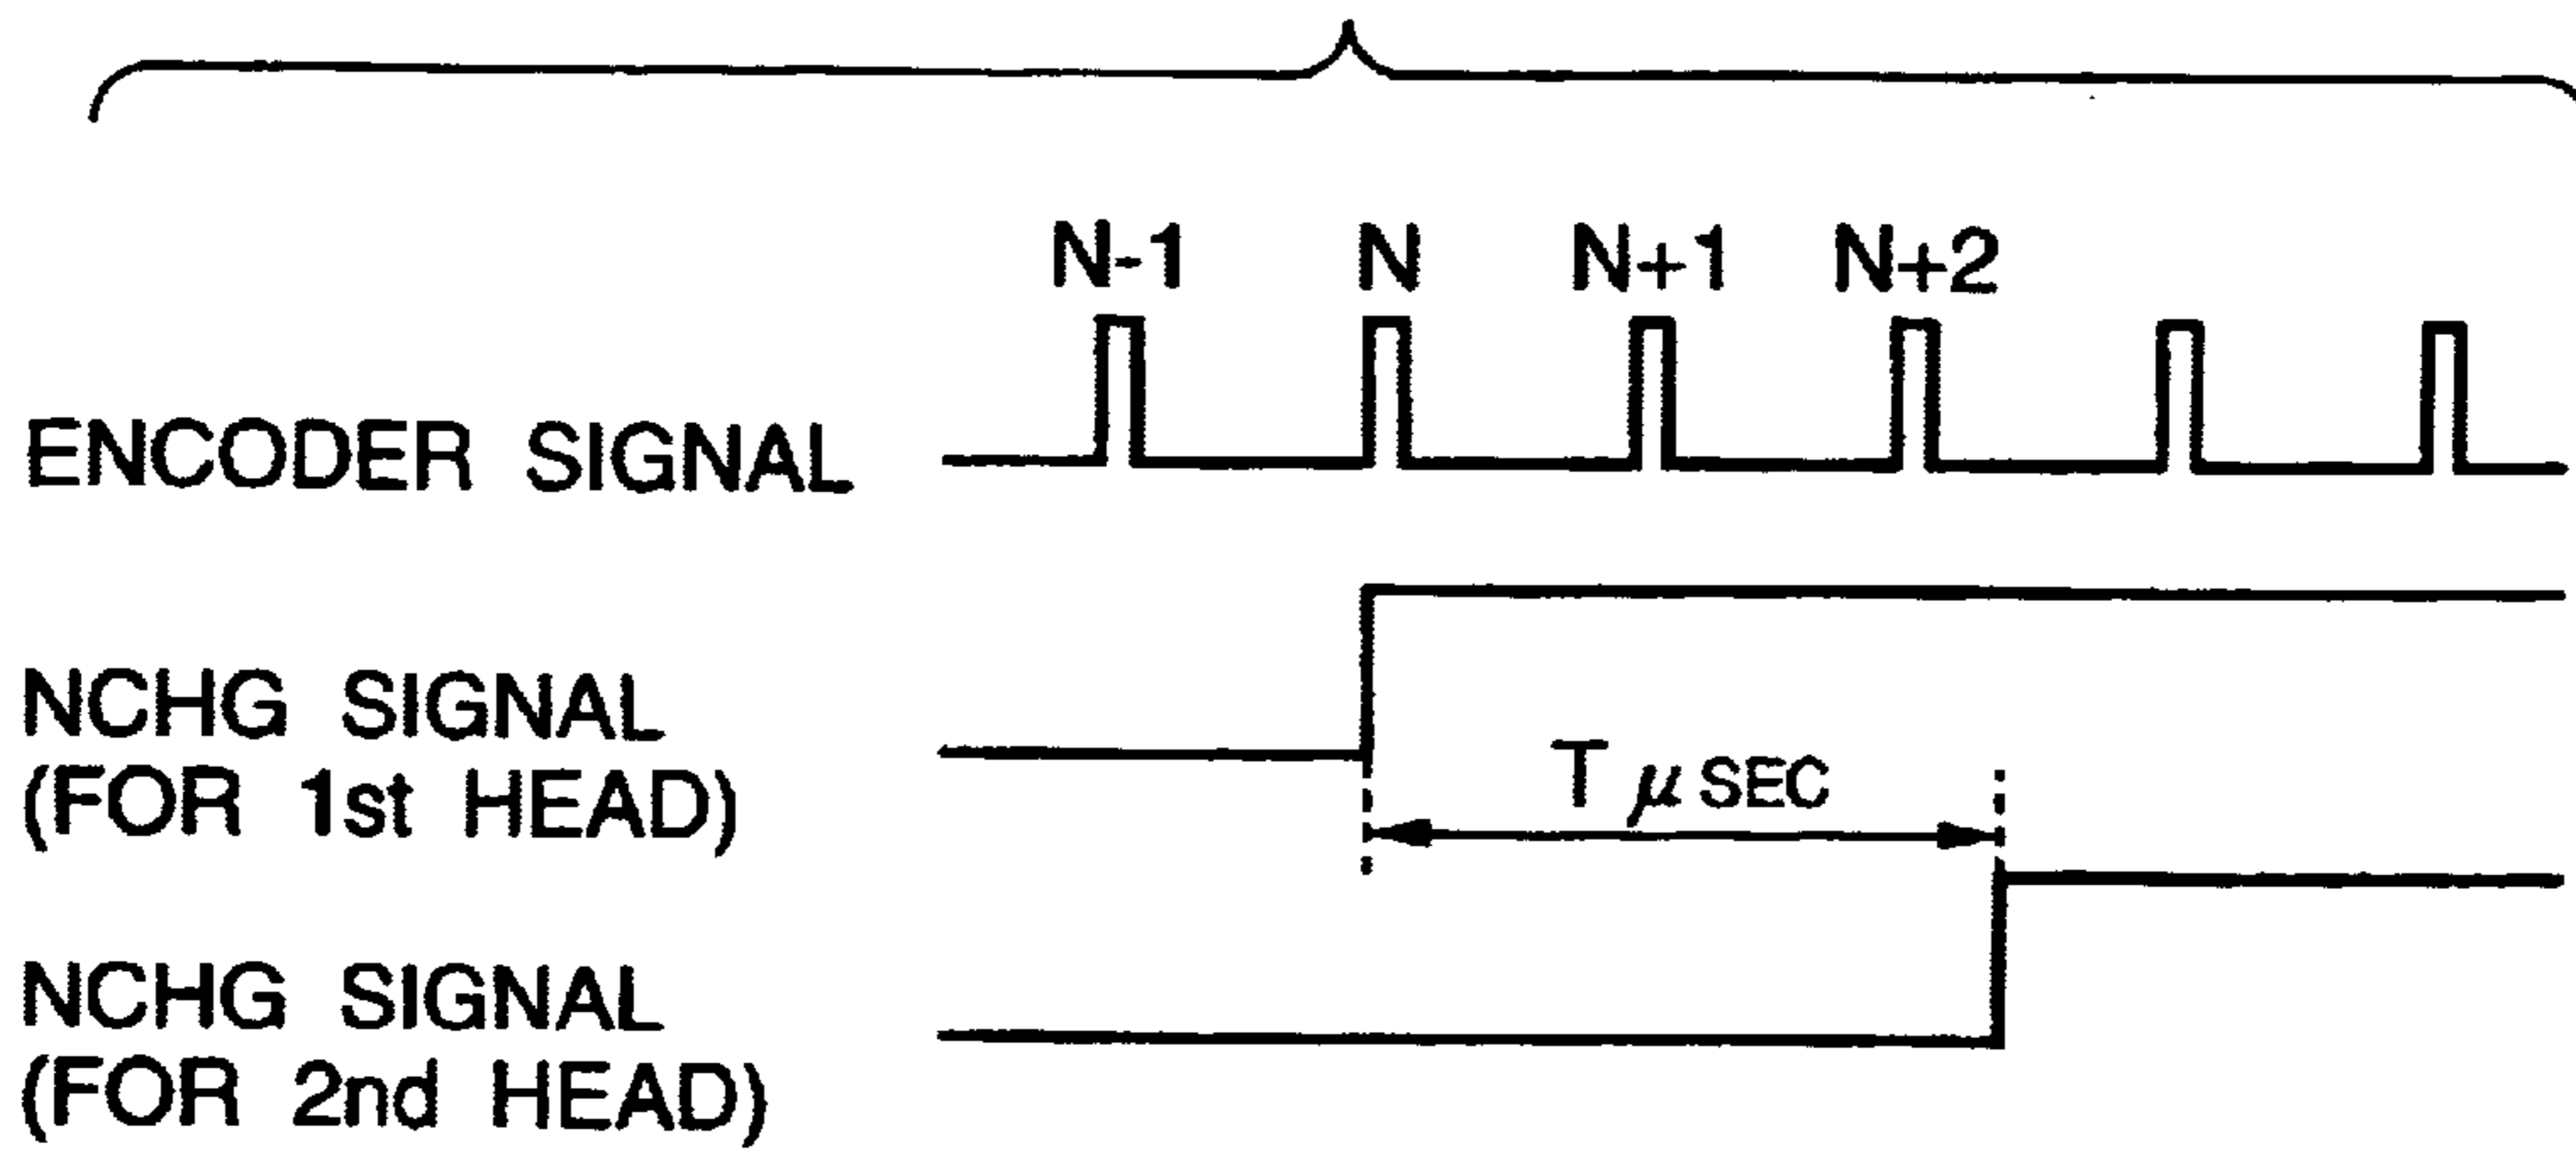 N-1 N N+1 N+2
ENCODER SIGNAL
NCHG SIGNAL
(FOR 1st HEAD)
T μ SEC
NCHG SIGNAL
(FOR 2nd HEAD)